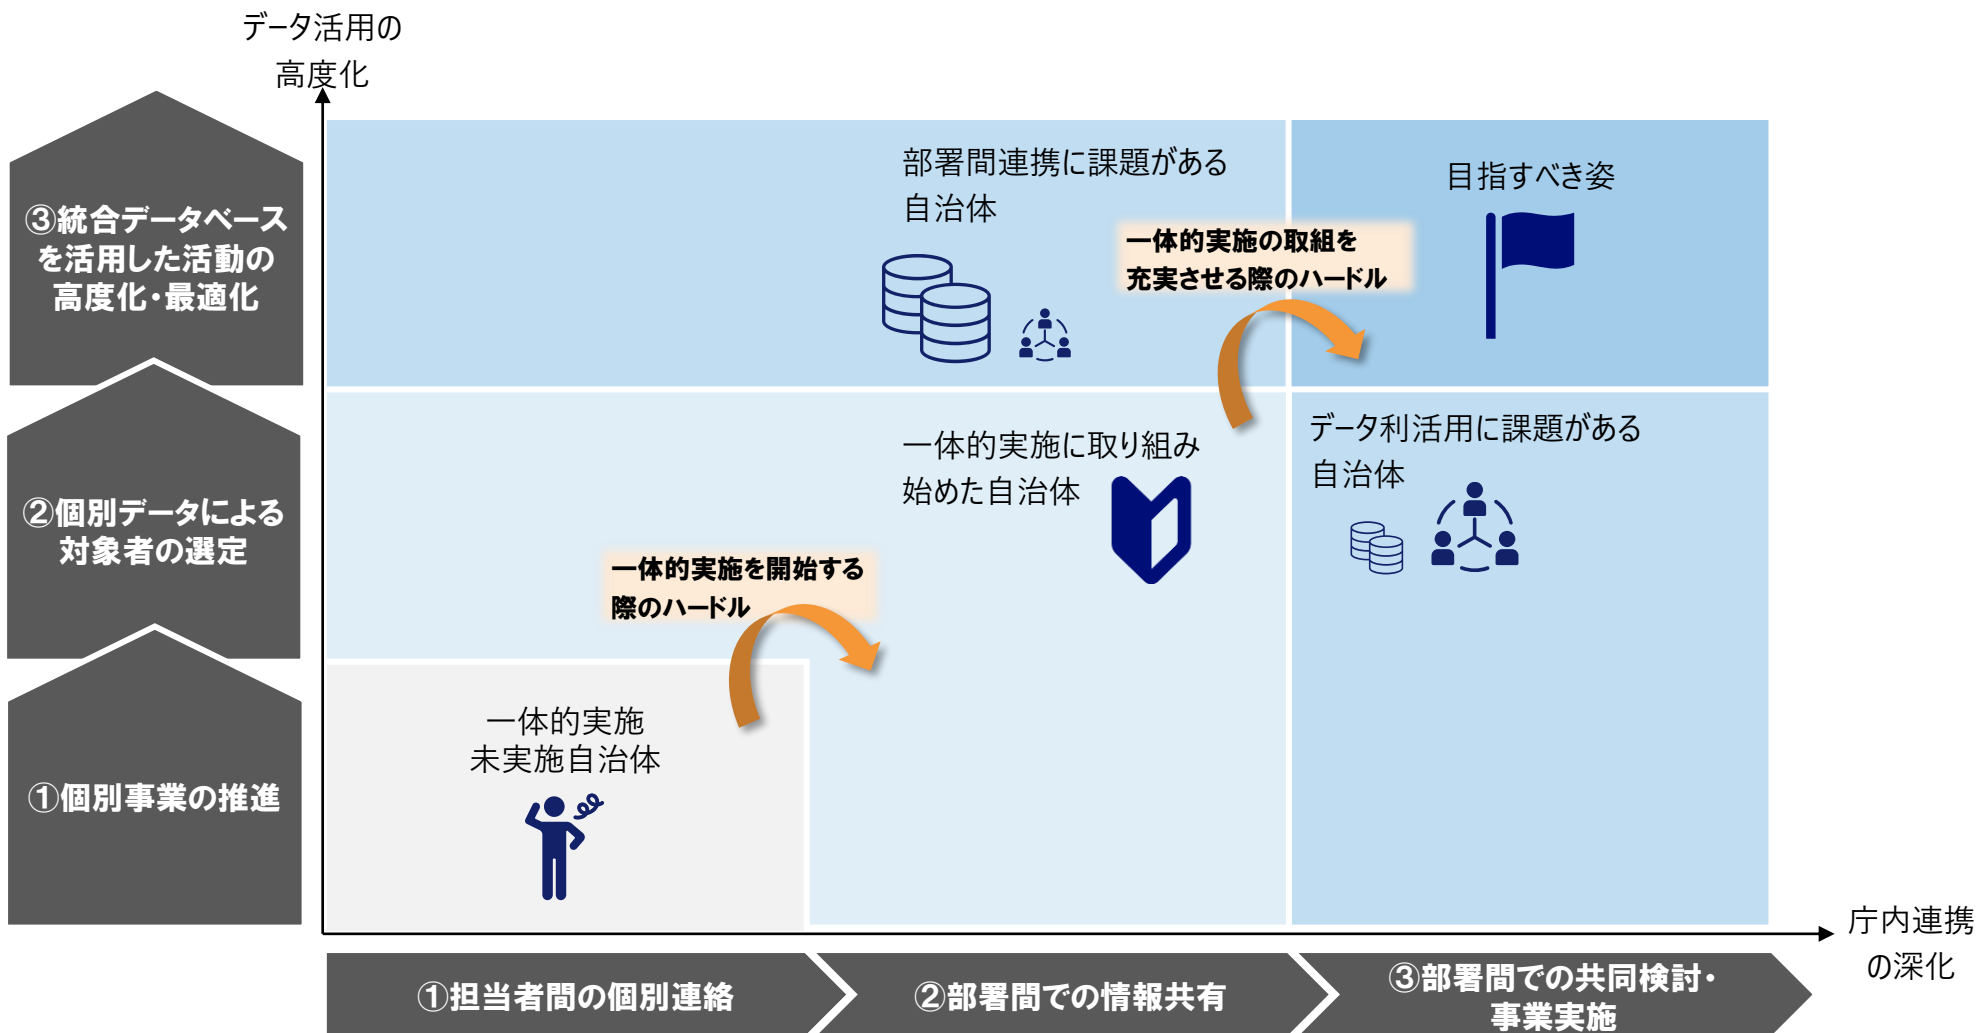 データ活用の
高度化
③統合データベース
を活用した活動の
高度化・最適化
②個別データによる
対象者の選定
①個別事業の推進
部署間連携に課題がある
自治体
目指すべき姿
一体的実施の取組を
充実させる際のハードル
一体的実施に取り組み
始めた自治体
データ利活用に課題がある
自治体
一体的実施を開始する
際のハードル
一体的実施
未実施自治体
庁内連携
の深化
①担当者間の個別連絡
②部署間での情報共有
③部署間での共同検討・
事業実施